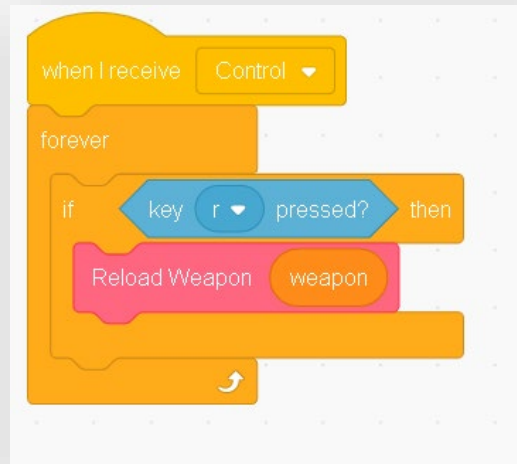 when I receive Control
forever
if key r pressed? then
Reload Weapon weapon